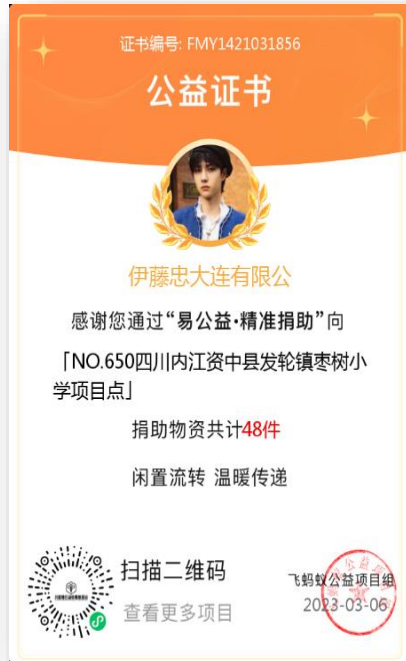 证书编号: FMY1421031856
公益证书
伊藤忠大连有限公
感谢您通过“易公益·精准捐助”向
「NO.650四川内江资中县发轮镇枣树小
学项目点」
捐助物资共计48件
闲置流转 温暖传递
扫描二维码
查看更多项目
飞蚂蚁公益项目组
2023-03-06